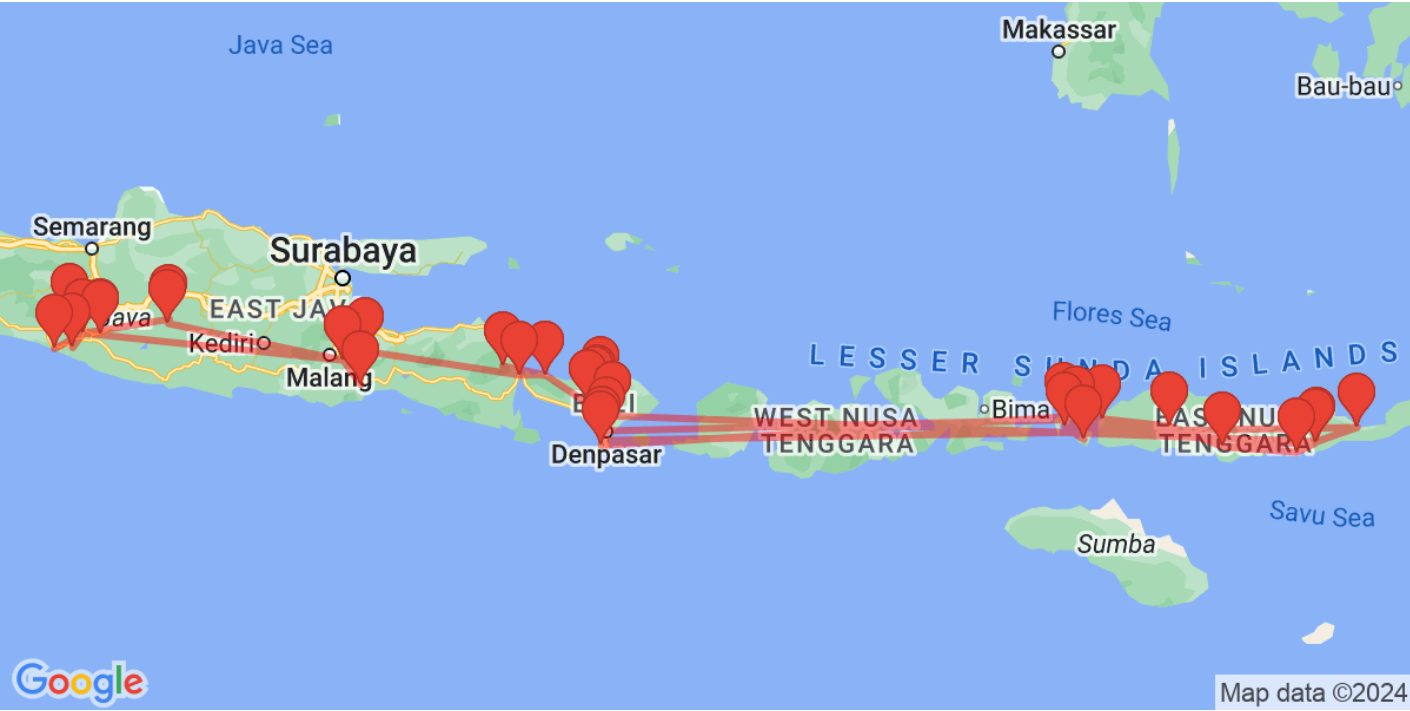 Makassar
Java Sea
Bau-bau
Semarang
Surabaya
EAST JAV
Java
Flores Sea
Kediri
LESSER SUNDA ISLANDS
Malang
Bima
WEST NUSA
TENGGARA
TENGGARA
Denpasar
Savu Sea
Sumba
Google
Map data ©2024